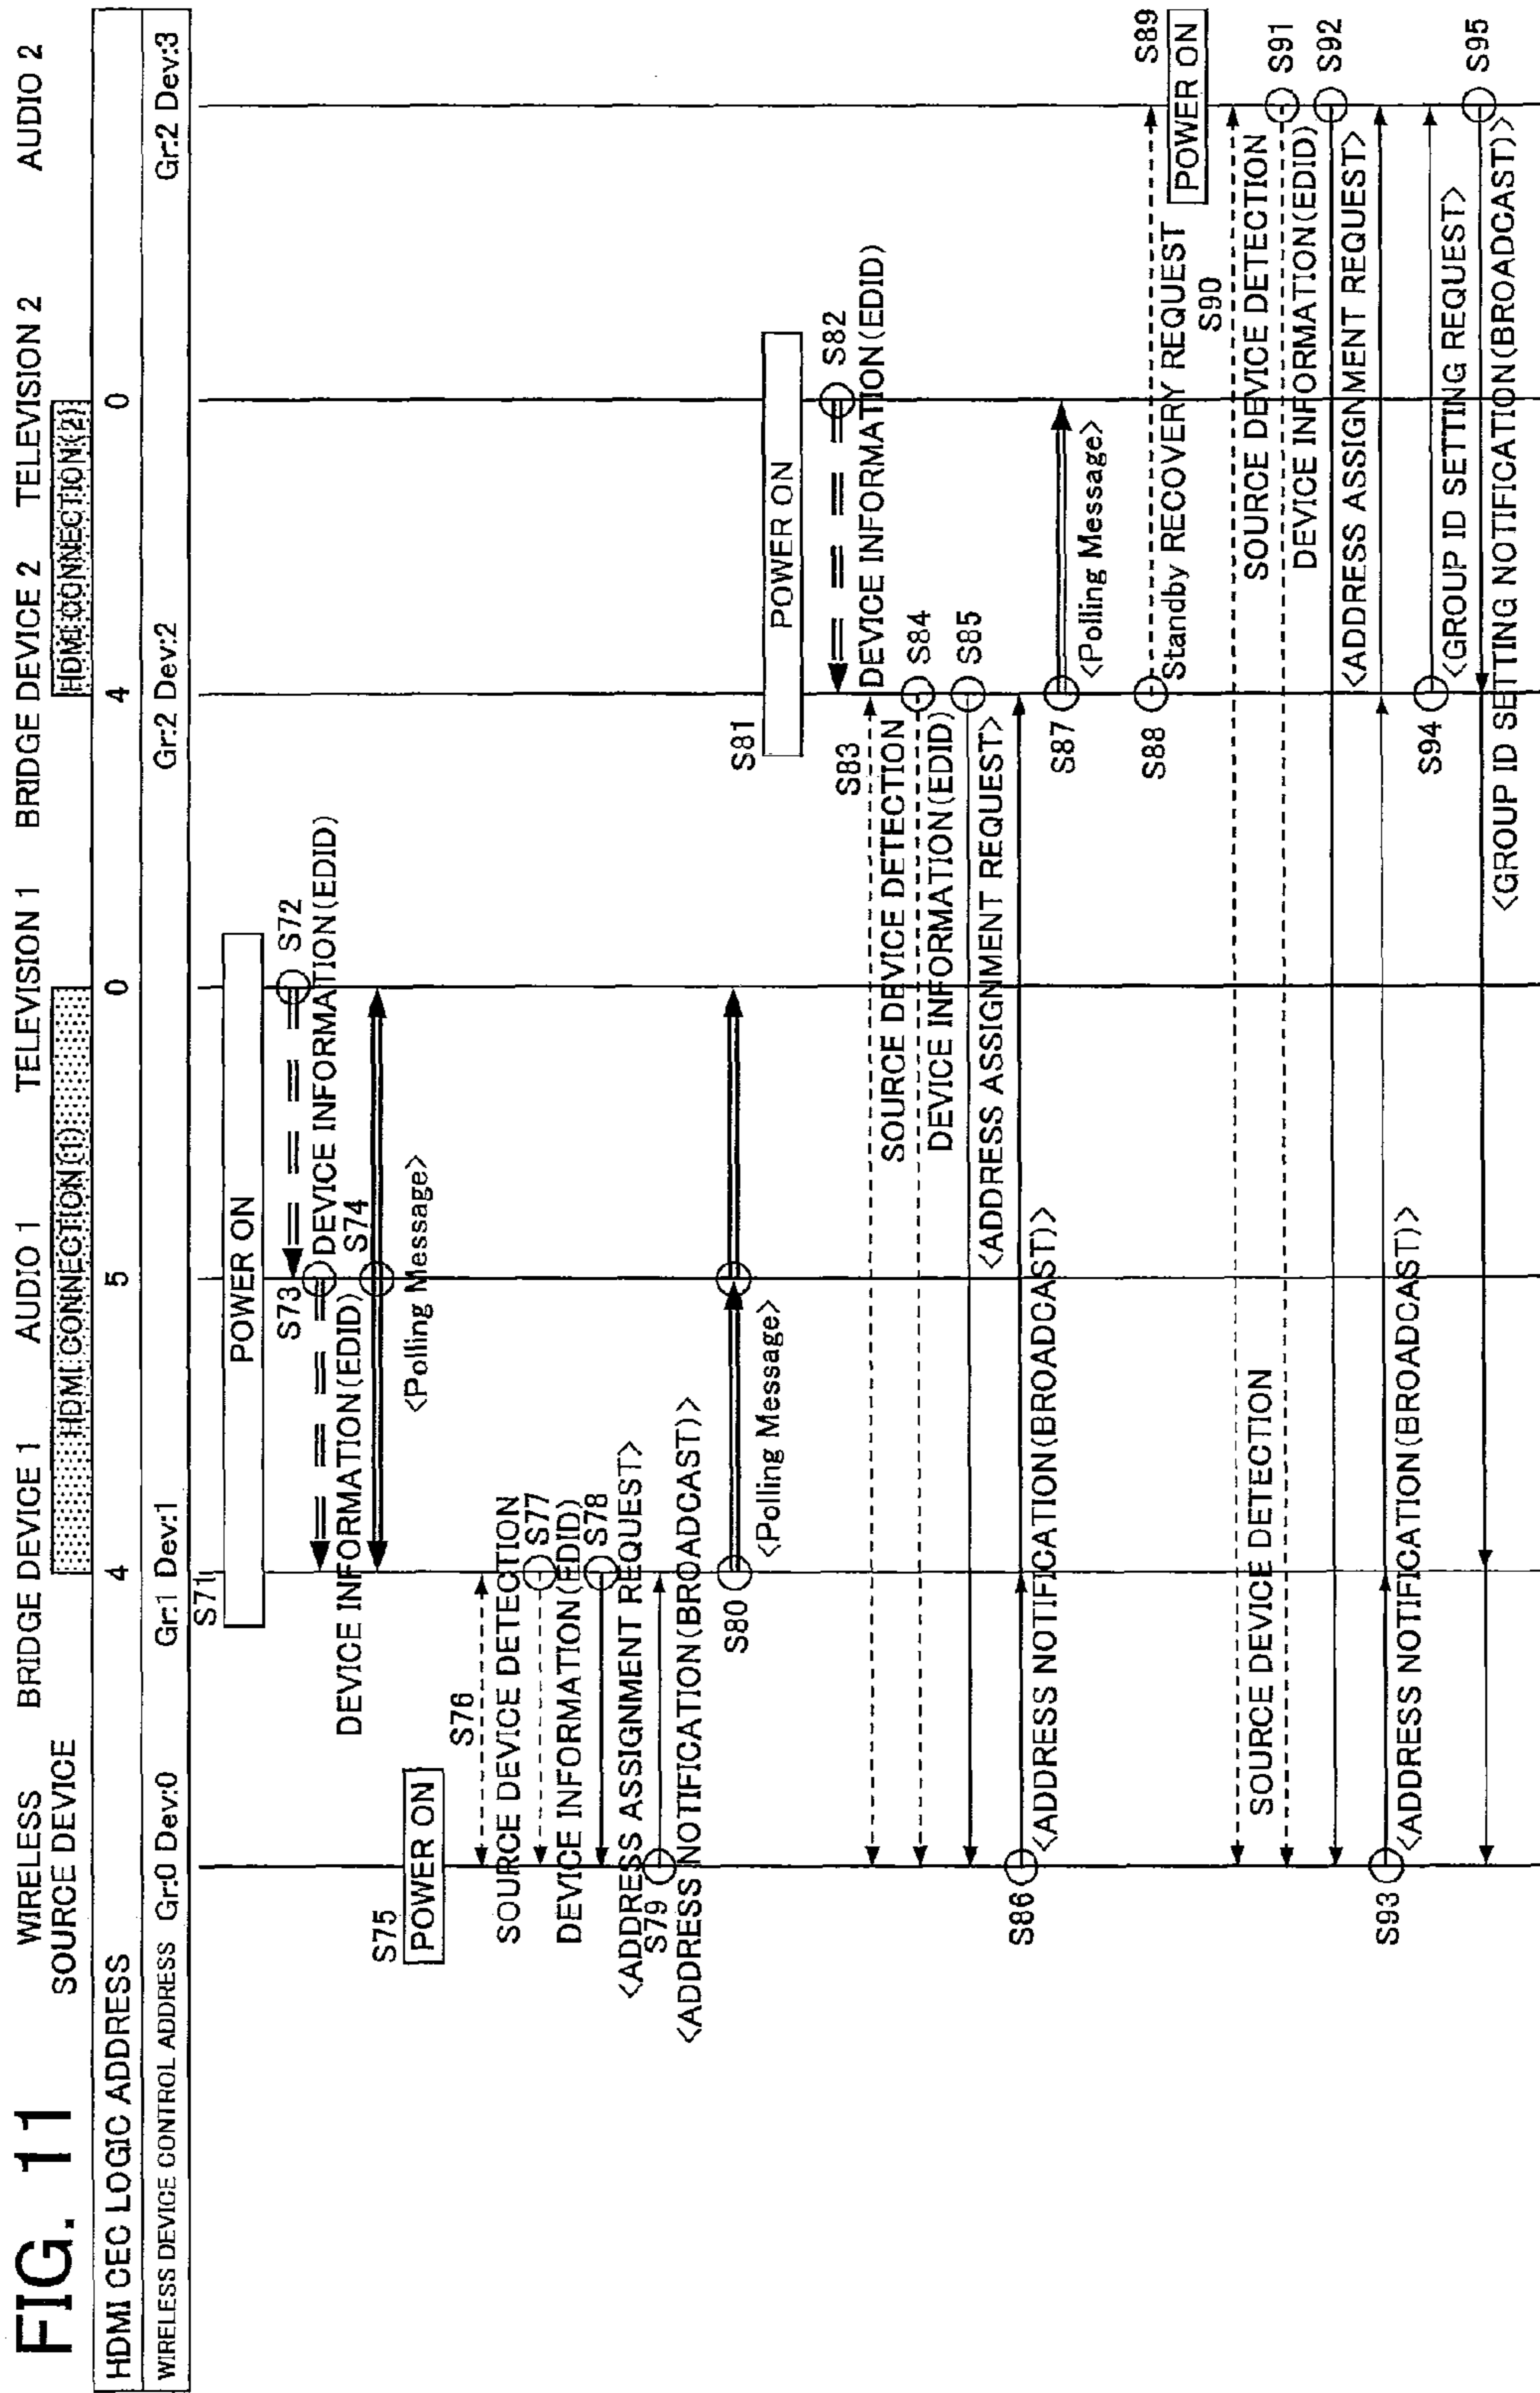 FIG. 11
WIRELESS
SOURCE DEVICE
BRIDGE DEVICE 1
AUDIO 1
TELEVISION 1
BRIDGE DEVICE 2
TELEVISION 2
AUDIO 2
HDMI CONNECTION(1)
HDMI CONNECTION(2)
HDMI CEC LOGIC ADDRESS
4
5
0
4
0
WIRELESS DEVICE CONTROL ADDRESS
Gr:0 Dev:0
Gr:1 Dev:1
Gr:2 Dev:2
Gr:2 Dev:3
S71
POWER ON
S72
DEVICE INFORMATION(EDID)
S73
DEVICE INFORMATION(EDID)
S74
<Polling Message>
S75
POWER ON
S76
SOURCE DEVICE DETECTION
S77
DEVICE INFORMATION(EDID)
S78
<ADDRESS ASSIGNMENT REQUEST>
S79
<ADDRESS NOTIFICATION(BROADCAST)>
S80
<Polling Message>
S81
POWER ON
S82
DEVICE INFORMATION(EDID)
S83
SOURCE DEVICE DETECTION
S84
DEVICE INFORMATION(EDID)
S85
<ADDRESS ASSIGNMENT REQUEST>
S86
<ADDRESS NOTIFICATION(BROADCAST)>
S87
<Polling Message>
S88
Standby RECOVERY REQUEST
S89
POWER ON
S90
SOURCE DEVICE DETECTION
SOURCE DEVICE DETECTION
S91
DEVICE INFORMATION(EDID)
S92
<ADDRESS ASSIGNMENT REQUEST>
S93
<ADDRESS NOTIFICATION(BROADCAST)>
S94
<GROUP ID SETTING REQUEST>
S95
<GROUP ID SETTING NOTIFICATION(BROADCAST)>